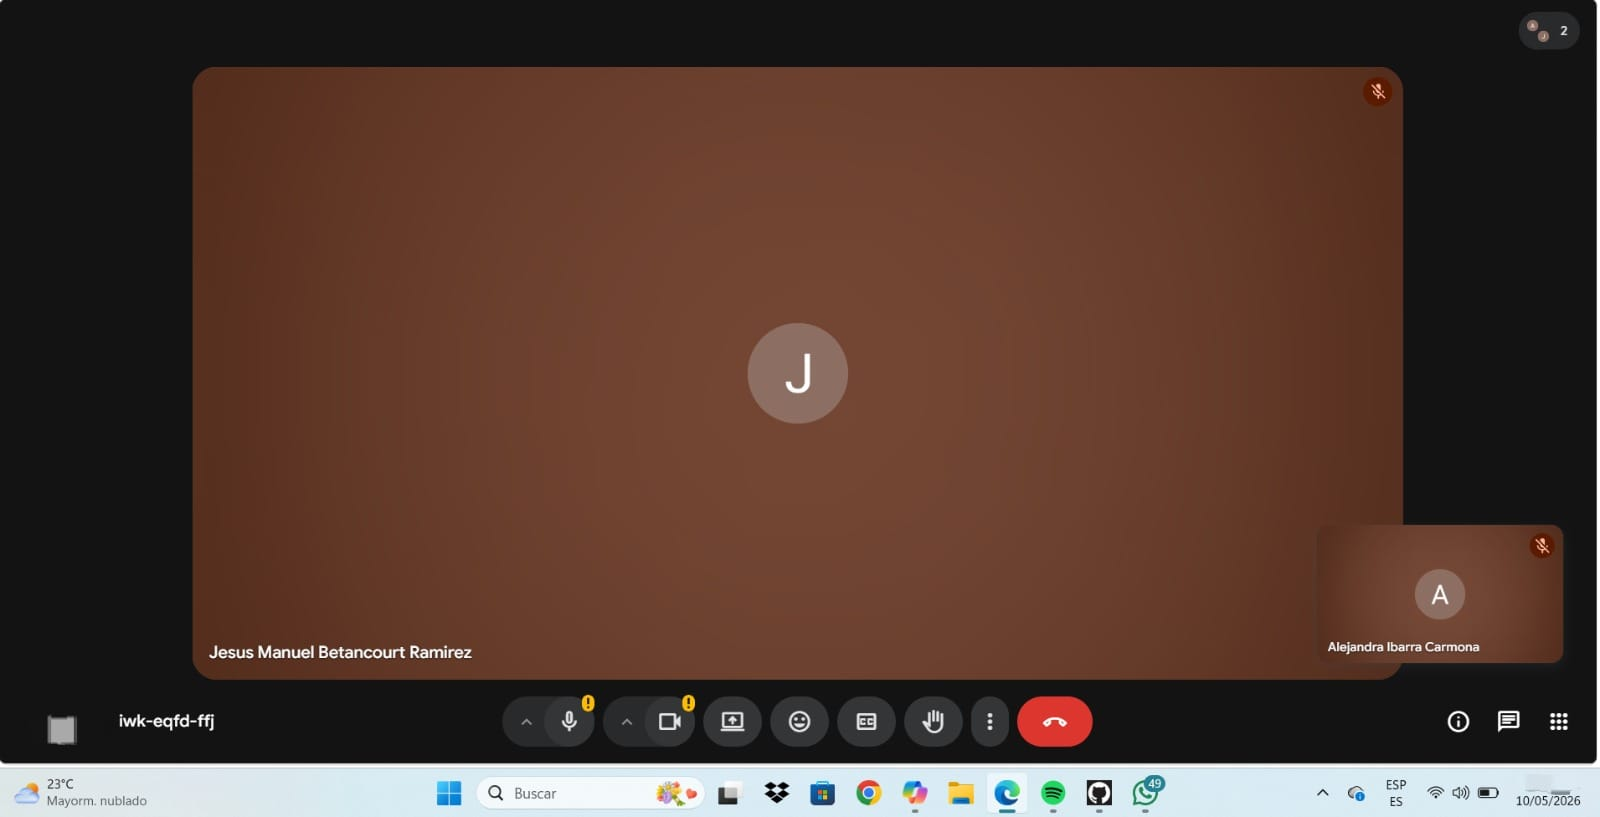 2
J
Jesus Manuel Betancourt Ramirez
A
Alejandra Ibarra Carmona
iwk-eqfd-ffj
23°C
Mayorm. nublado
Buscar
49
ESP
ES
10/05/2026